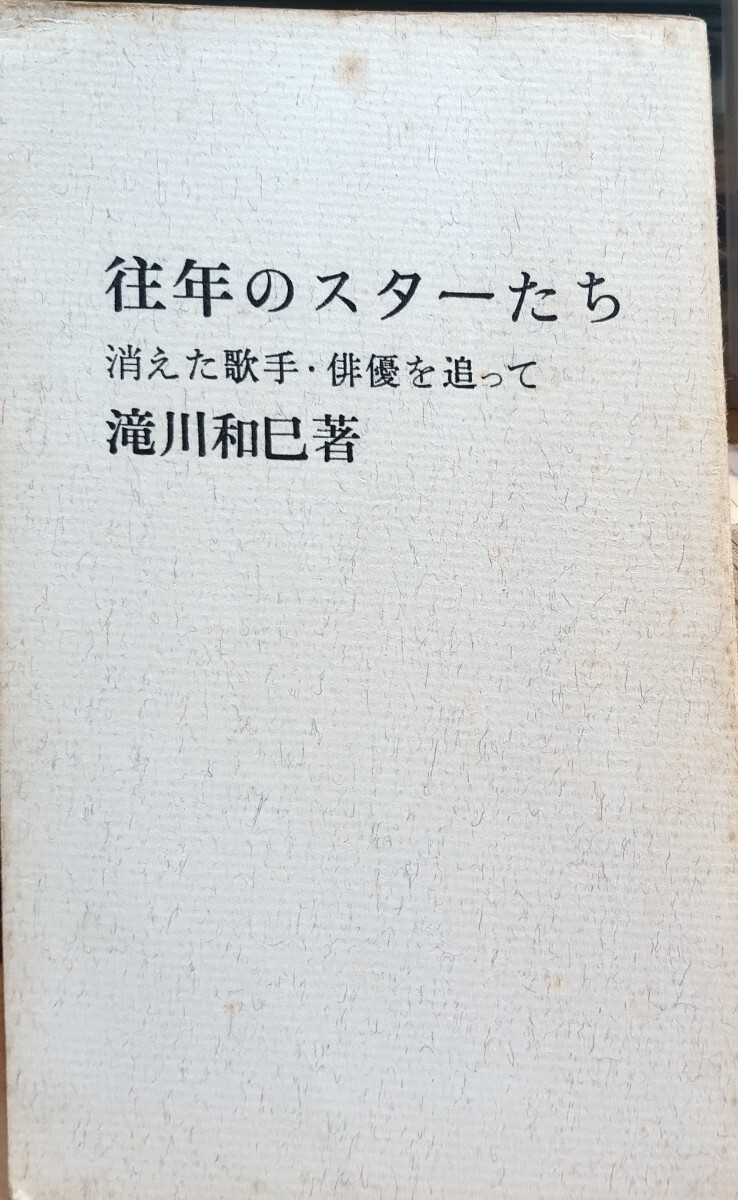 往年のスターたち
消えた歌手・俳優を追って
滝川和巳著